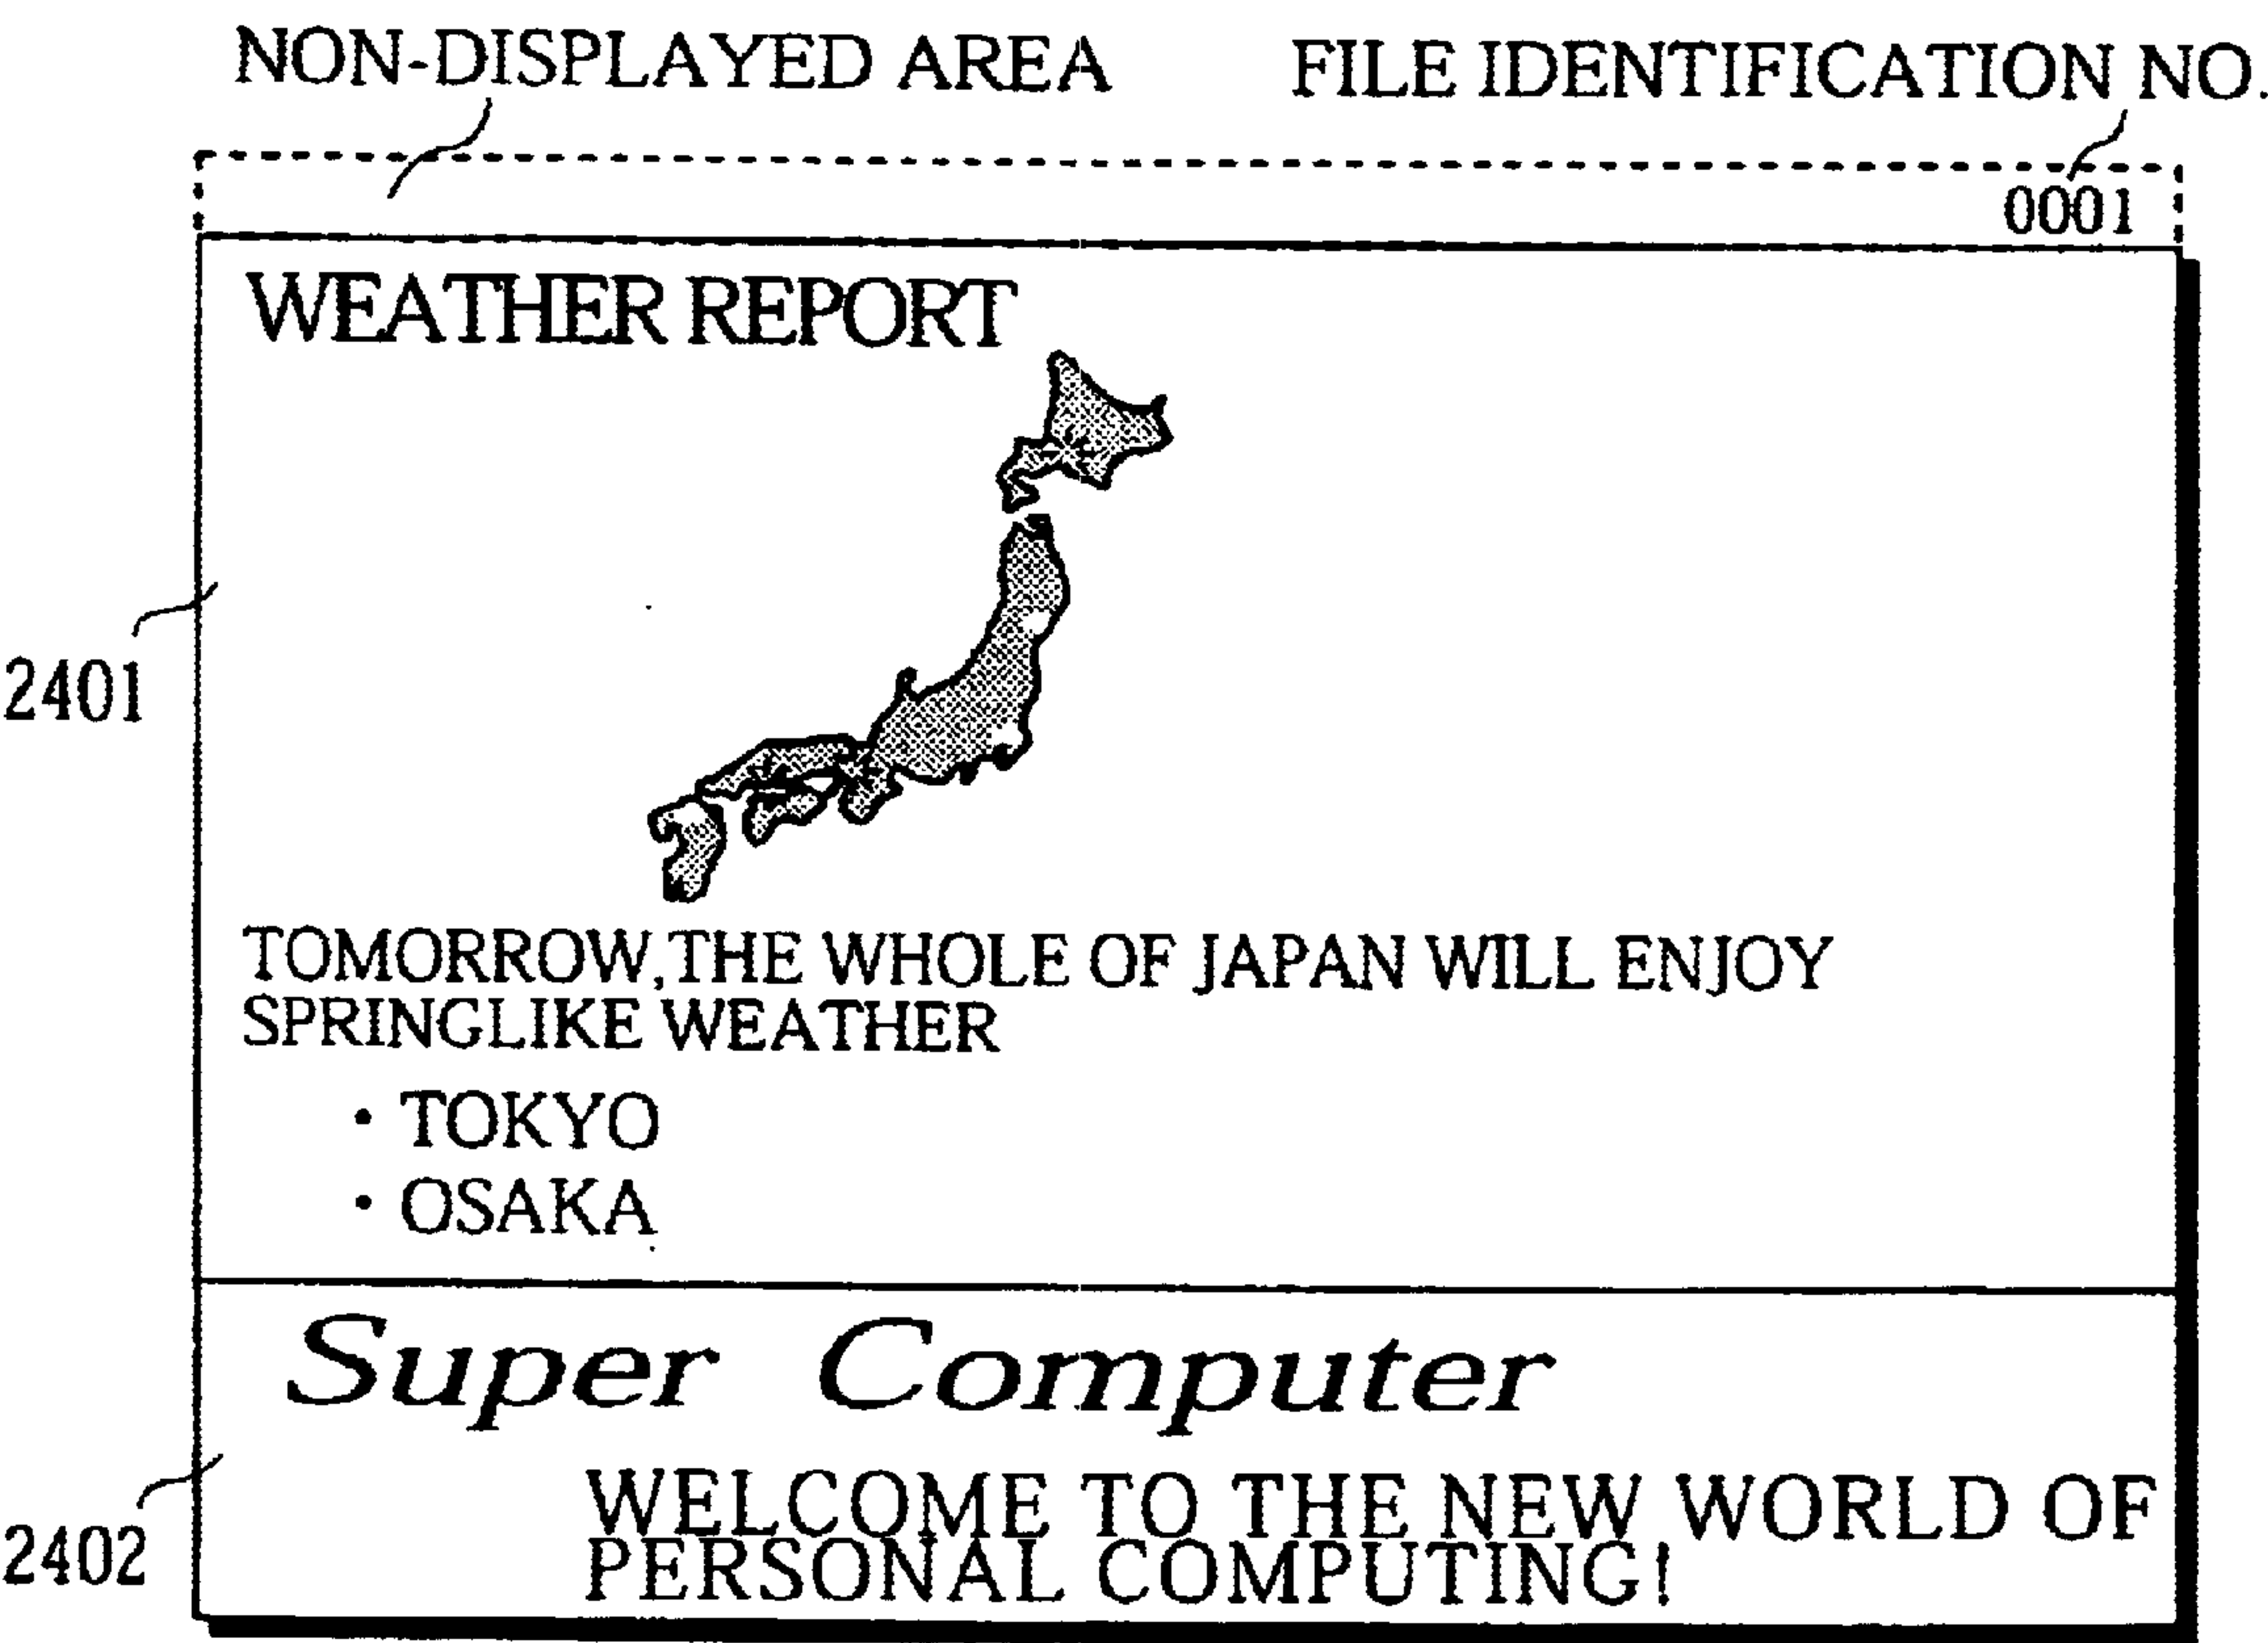 NON-DISPLAYED AREA
FILE IDENTIFICATION NO.
0001
WEATHER REPORT
2401
TOMORROW, THE WHOLE OF JAPAN WILL ENJOY
SPRINGLIKE WEATHER
・TOKYO
・OSAKA
Super Computer
2402
WELCOME TO THE NEW WORLD OF
PERSONAL COMPUTING!